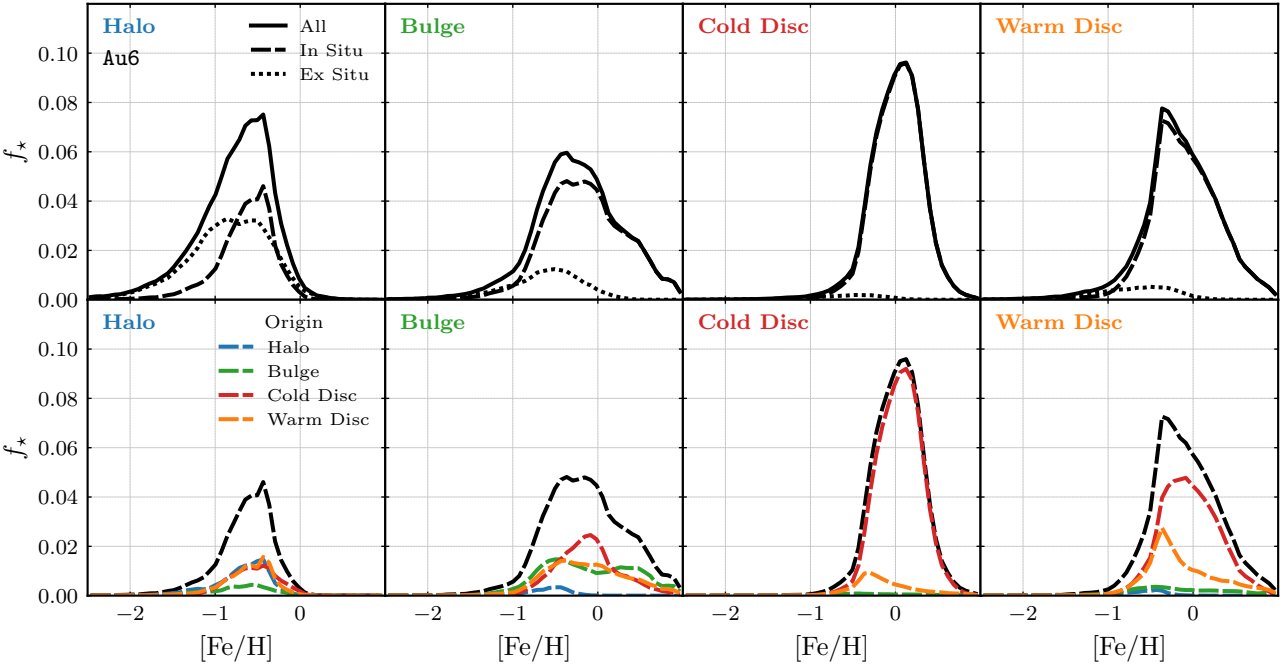 Halo
Au6
All
In Situ
Ex Situ
Bulge
Cold Disc
Warm Disc
f⋆
0.10
0.08
0.06
0.04
0.02
0.00
Halo
Origin
Halo
Bulge
Cold Disc
Warm Disc
Bulge
Cold Disc
Warm Disc
f⋆
0.10
0.08
0.06
0.04
0.02
0.00
−2 −1 0
−2 −1 0
−2 −1 0
−2 −1 0
[Fe/H]
[Fe/H]
[Fe/H]
[Fe/H]